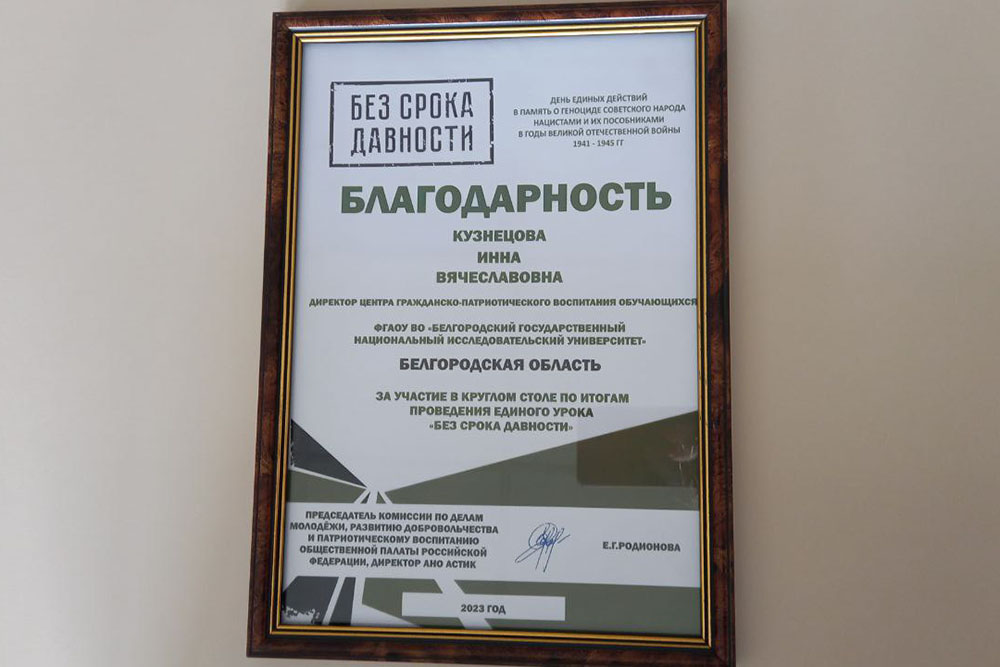 БЕЗ СРОКА
ДАВНОСТИ
ДЕНЬ ЕДИНЫХ ДЕЙСТВИЙ
В ПАМЯТЬ О ГЕНОЦИДЕ СОВЕТСКОГО НАРОДА
НАЦИСТАМИ И ИХ ПОСОБНИКАМИ
В ГОДЫ ВЕЛИКОЙ ОТЕЧЕСТВЕННОЙ ВОЙНЫ
1941 - 1945 ГГ
БЛАГОДАРНОСТЬ
КУЗНЕЦОВА
ИННА
ВЯЧЕСЛАВОВНА
ДИРЕКТОР ЦЕНТРА ГРАЖДАНСКО-ПАТРИОТИЧЕСКОГО ВОСПИТАНИЯ ОБУЧАЮЩИХСЯ
ФГАОУ ВО «БЕЛГОРОДСКИЙ ГОСУДАРСТВЕННЫЙ
НАЦИОНАЛЬНЫЙ ИССЛЕДОВАТЕЛЬСКИЙ УНИВЕРСИТЕТ»
БЕЛГОРОДСКАЯ ОБЛАСТЬ
ЗА УЧАСТИЕ В КРУГЛОМ СТОЛЕ ПО ИТОГАМ
ПРОВЕДЕНИЯ ЕДИНОГО УРОКА
«БЕЗ СРОКА ДАВНОСТИ»
ПРЕДСЕДАТЕЛЬ КОМИССИИ ПО ДЕЛАМ
МОЛОДЁЖИ, РАЗВИТИЮ ДОБРОВОЛЬЧЕСТВА
И ПАТРИОТИЧЕСКОМУ ВОСПИТАНИЮ
ОБЩЕСТВЕННОЙ ПАЛАТЫ РОССИЙСКОЙ
ФЕДЕРАЦИИ, ДИРЕКТОР АНО АСТИК
Е.Г.РОДИОНОВА
2023 ГОД